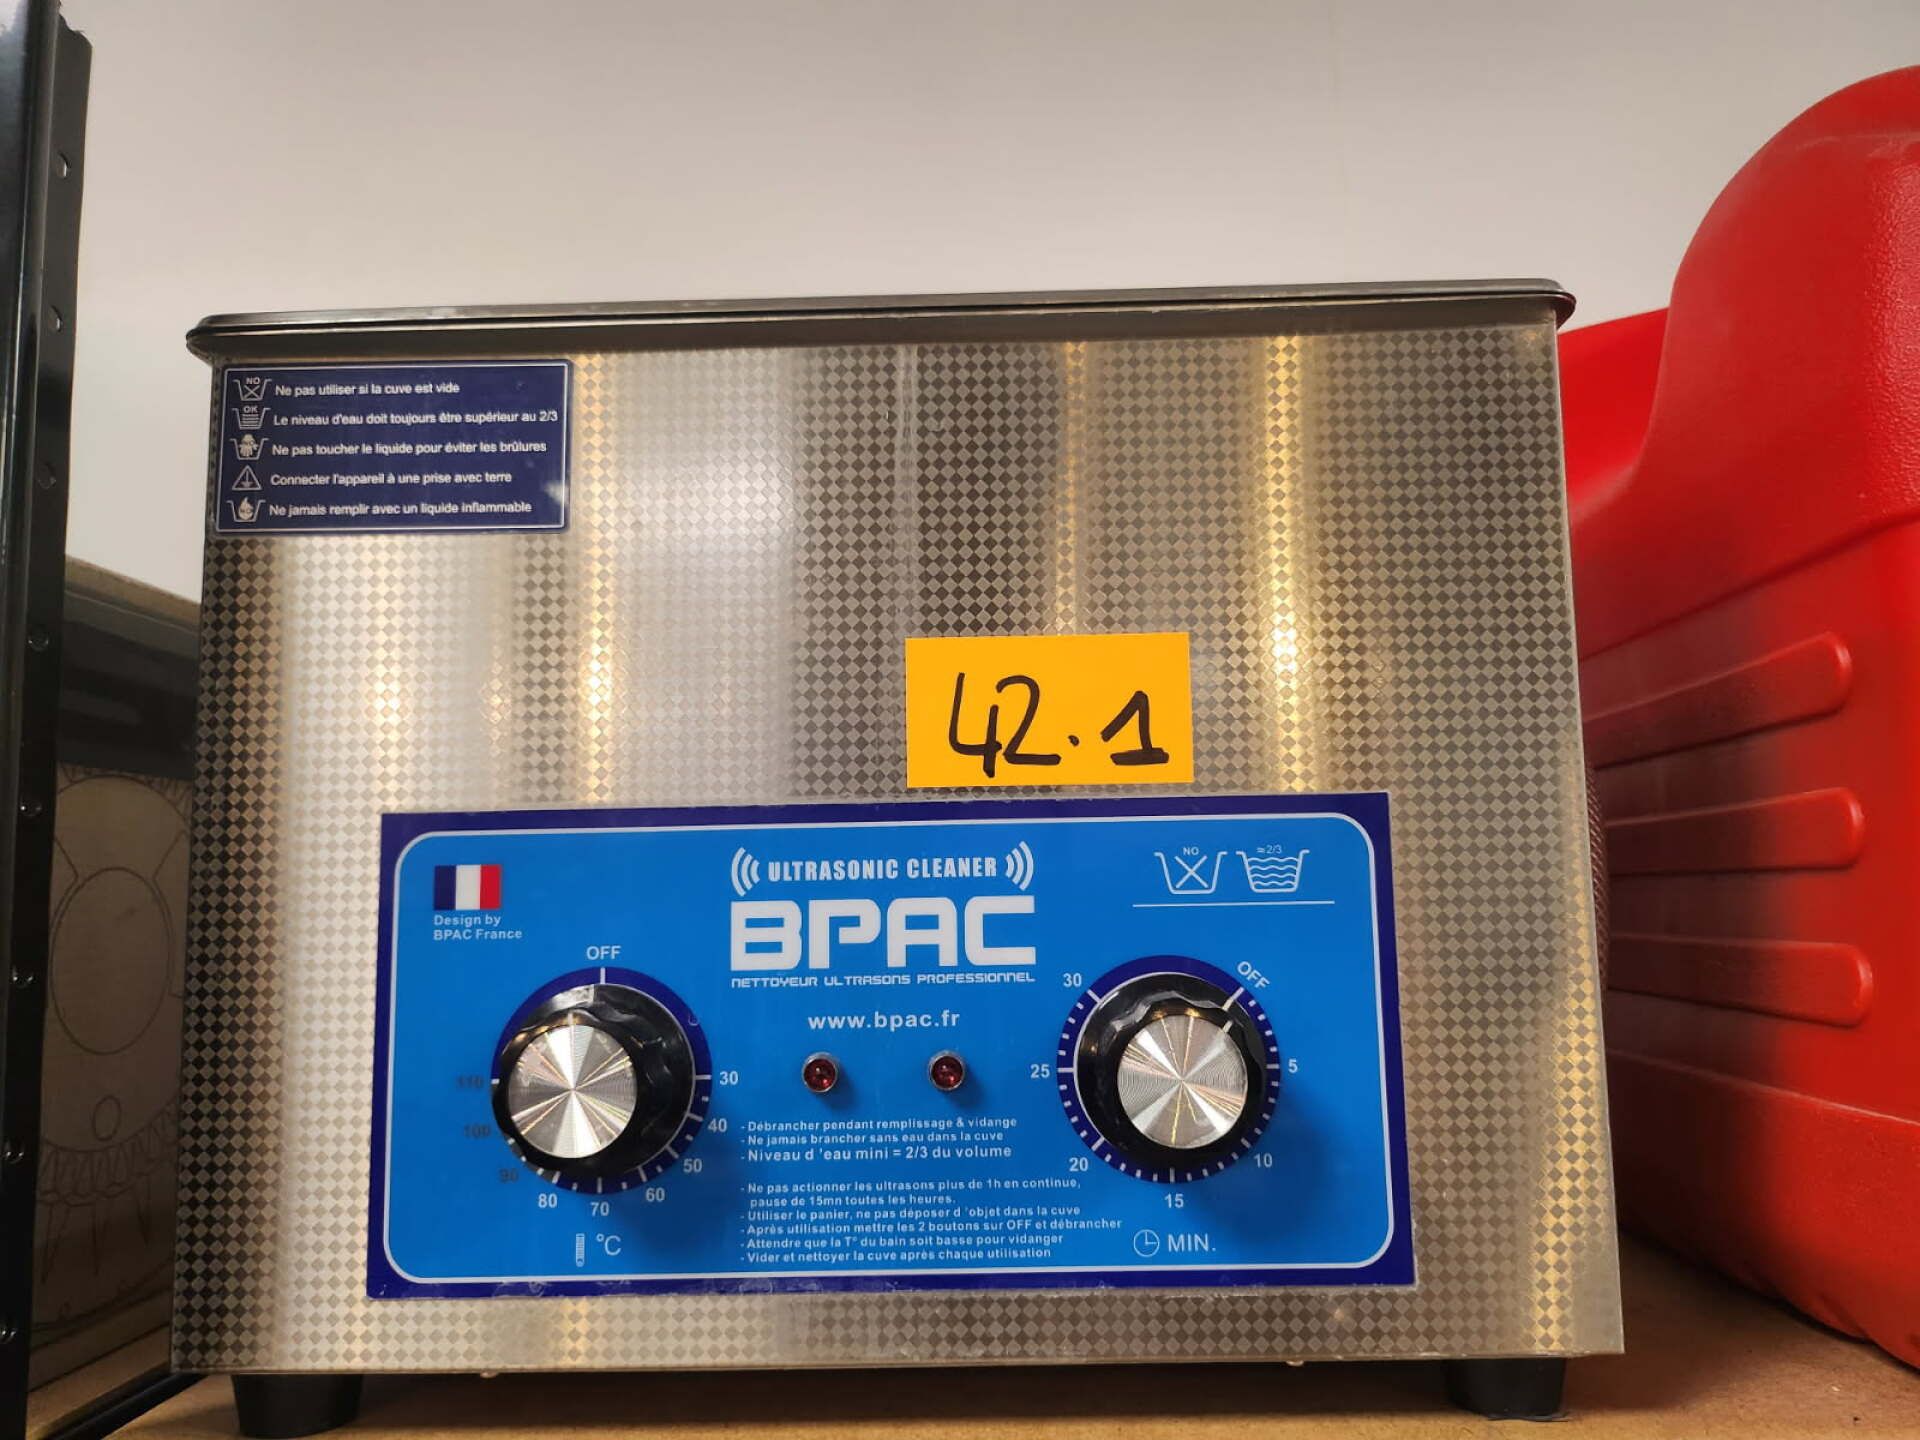 NO
Ne pas utiliser si la cuve est vide
OK
Le niveau d'eau doit toujours être supérieur au 2/3
Ne pas toucher le liquide pour éviter les brûlures
Connecter l'appareil à une prise avec terre
Ne jamais remplir avec un liquide inflammable
42.1
ULTRASONIC CLEANER
BPAC
NETTOYEUR ULTRASONS PROFESSIONNEL
www.bpac.fr
Design by
BPAC France
NO
≈2/3
OFF
30
40
50
60
70
80
90
100
110
°C
OFF
5
10
15
20
25
30
MIN.
- Débrancher pendant remplissage & vidange
- Ne jamais brancher sans eau dans la cuve
- Niveau d 'eau mini = 2/3 du volume
- Ne pas actionner les ultrasons plus de 1h en continue,
pause de 15mn toutes les heures.
- Utiliser le panier, ne pas déposer d 'objet dans la cuve
- Après utilisation mettre les 2 boutons sur OFF et débrancher
- Attendre que la T° du bain soit basse pour vidanger
- Vider et nettoyer la cuve après chaque utilisation